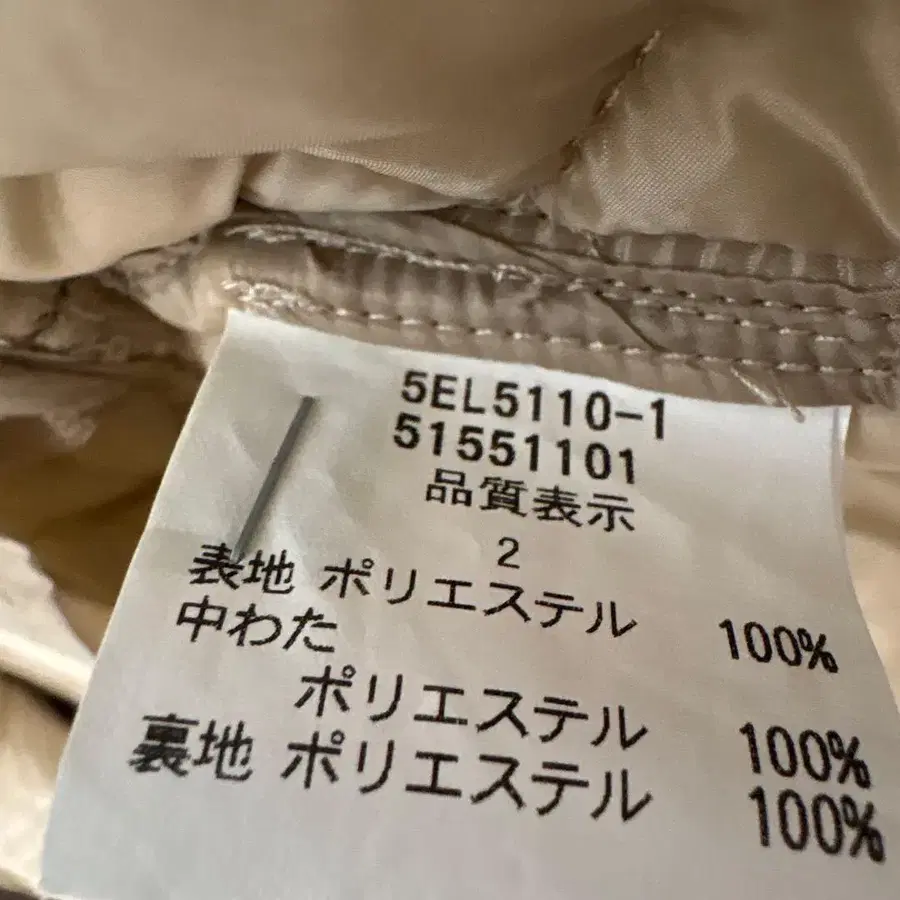 5EL5110-1
51551101
品質表示
2
表地 ポリエステル 100%
中わた
ポリエステル 100%
裏地 ポリエステル 100%